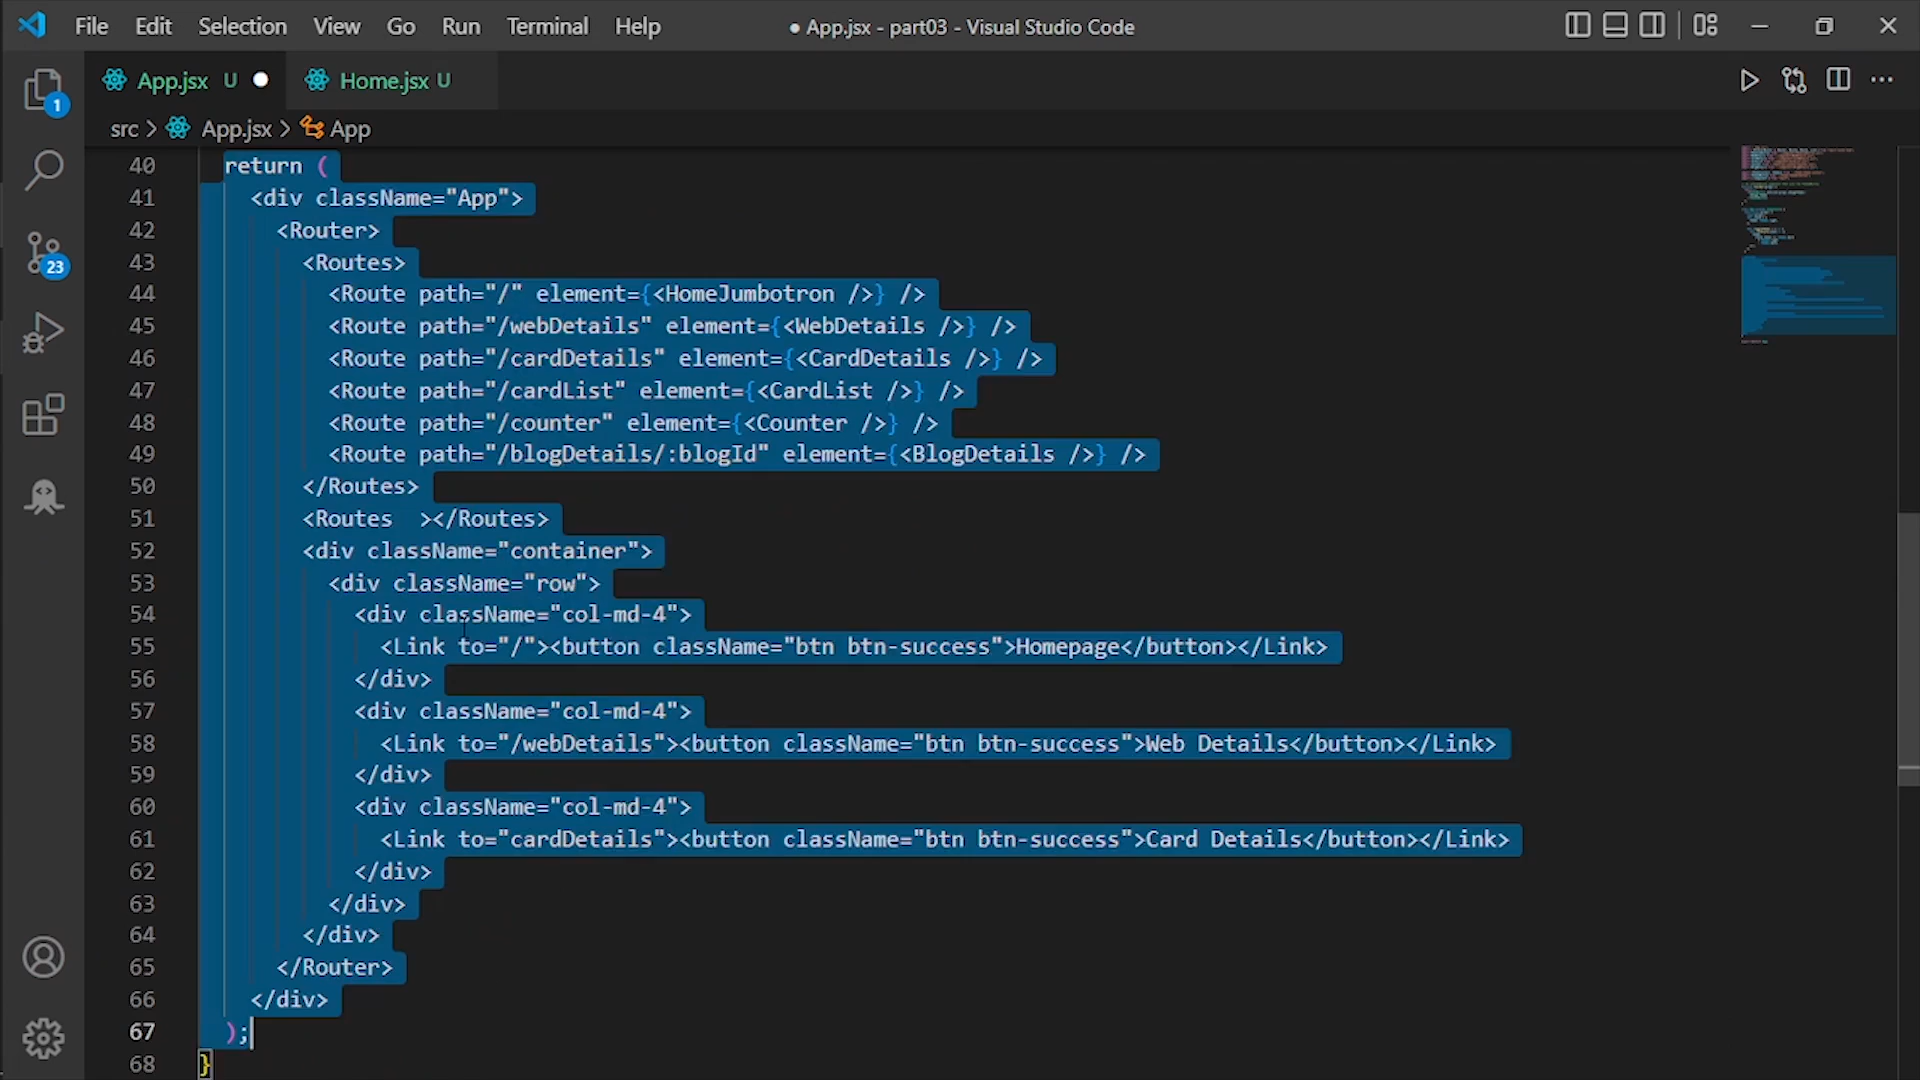 File Edit Selection View Go Run Terminal Help ● App.jsx - part03 - Visual Studio Code
App.jsx U Home.jsx U
src > App.jsx > App
1
23
40 return (
41 <div className="App">
42 <Router>
43 <Routes>
44 <Route path="/" element={<HomeJumbotron />} />
45 <Route path="/webDetails" element={<WebDetails />} />
46 <Route path="/cardDetails" element={<CardDetails />} />
47 <Route path="/cardList" element={<CardList />} />
48 <Route path="/counter" element={<Counter />} />
49 <Route path="/blogDetails/:blogId" element={<BlogDetails />} />
50 </Routes>
51 <Routes  ></Routes>
52 <div className="container">
53 <div className="row">
54 <div className="col-md-4">
55 <Link to="/"><button className="btn btn-success">Homepage</button></Link>
56 </div>
57 <div className="col-md-4">
58 <Link to="/webDetails"><button className="btn btn-success">Web Details</button></Link>
59 </div>
60 <div className="col-md-4">
61 <Link to="cardDetails"><button className="btn btn-success">Card Details</button></Link>
62 </div>
63 </div>
64 </div>
65 </Router>
66 </div>
67 );
68 }